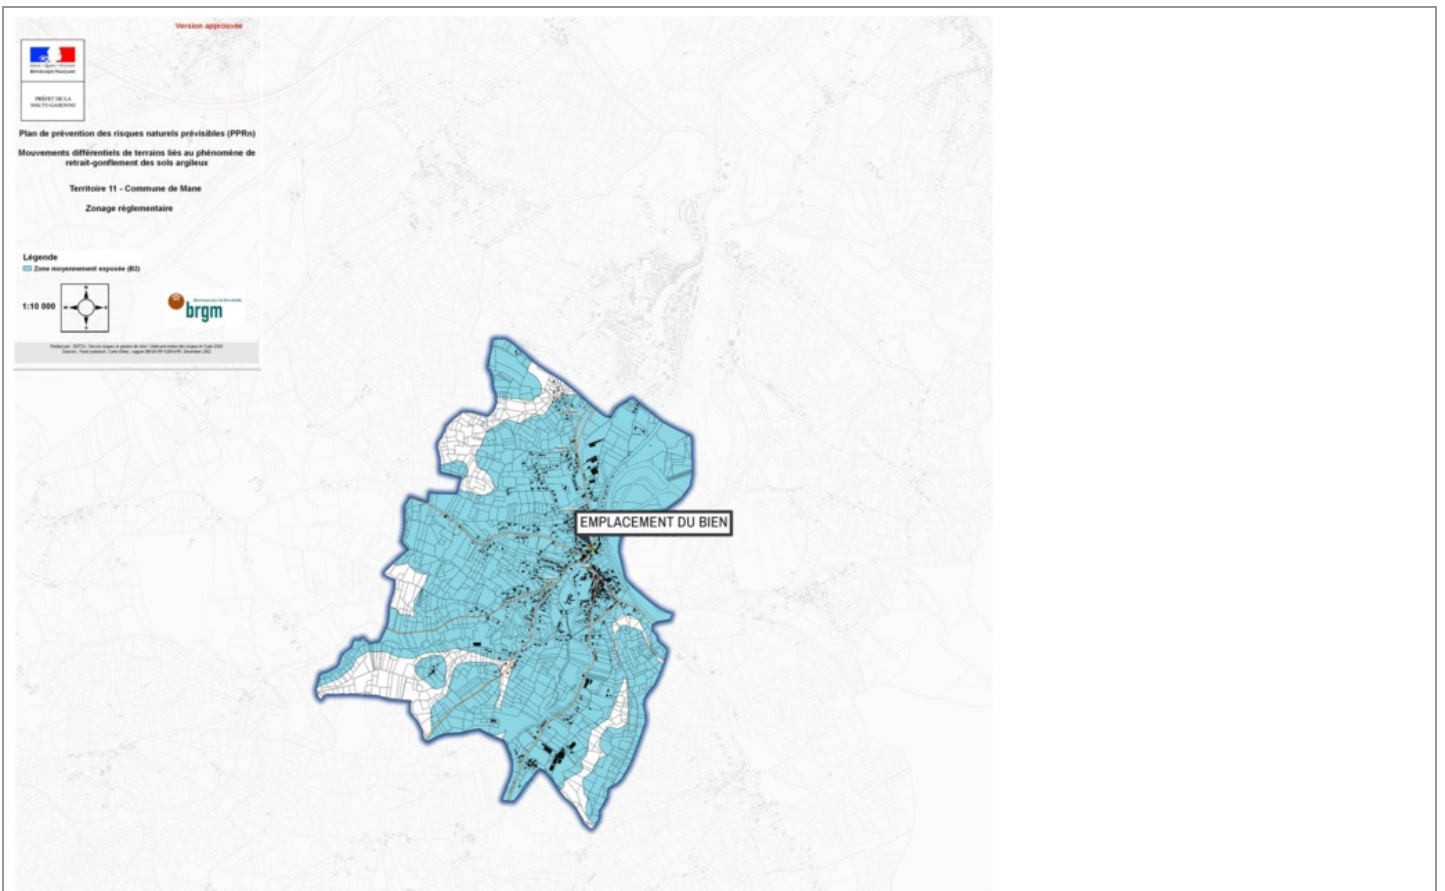 Version approuvée
RÉPUBLIQUE FRANÇAISE
PRÉFET DE LA
HAUTE-GARONNE
Plan de prévention des risques naturels prévisibles (PPRn)
Mouvements différentiels de terrains liés au phénomène de
retrait-gonflement des sols argileux
Territoire 11 - Commune de Mane
Zonage réglementaire
Légende
Zone moyennement exposée (B2)
1:10 000
brgm
EMPLACEMENT DU BIEN